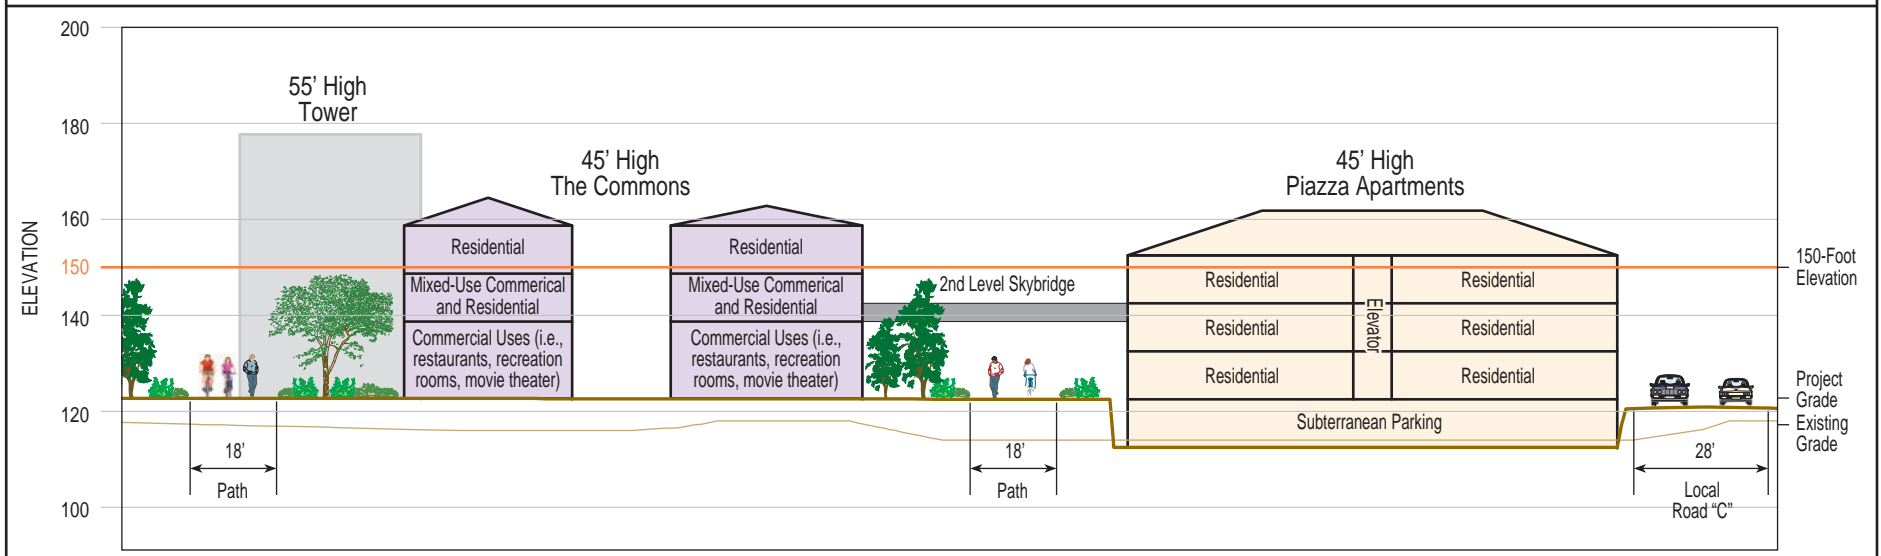 200
180
160
150
140
120
100
ELEVATION
55’ High
Tower
45’ High
The Commons
45’ High
Piazza Apartments
Residential
Mixed-Use Commerical
and Residential
Commercial Uses (i.e.,
restaurants, recreation
rooms, movie theater)
Residential
Mixed-Use Commerical
and Residential
Commercial Uses (i.e.,
restaurants, recreation
rooms, movie theater)
2nd Level Skybridge
Residential
Residential
Residential
Elevator
Residential
Residential
Residential
Subterranean Parking
150-Foot
Elevation
Project
Grade
Existing
Grade
18’
Path
18’
Path
28’
Local
Road “C”